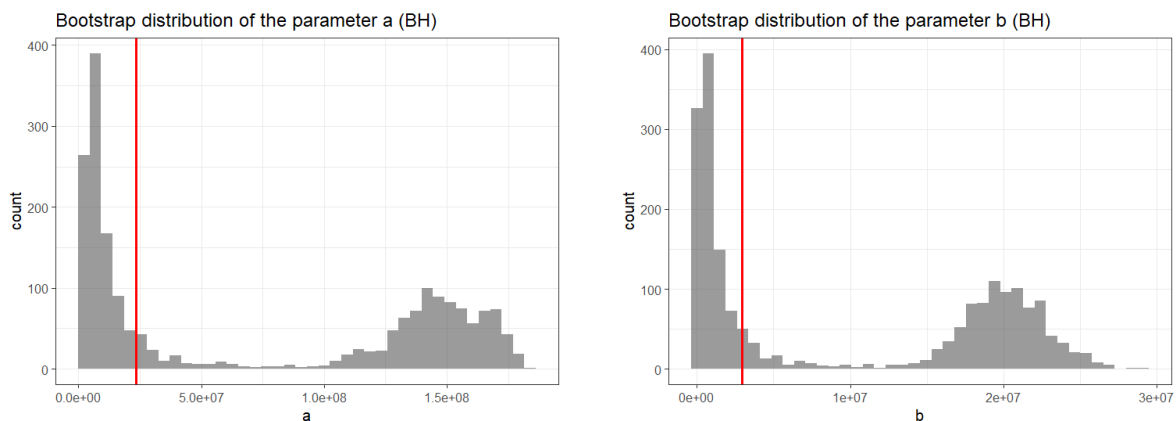 Bootstrap distribution of the parameter a (BH)
400
300
200
100
0
count
0.0e+00 5.0e+07 1.0e+08 1.5e+08
a
Bootstrap distribution of the parameter b (BH)
400
300
200
100
0
count
0e+00 1e+07 2e+07 3e+07
b